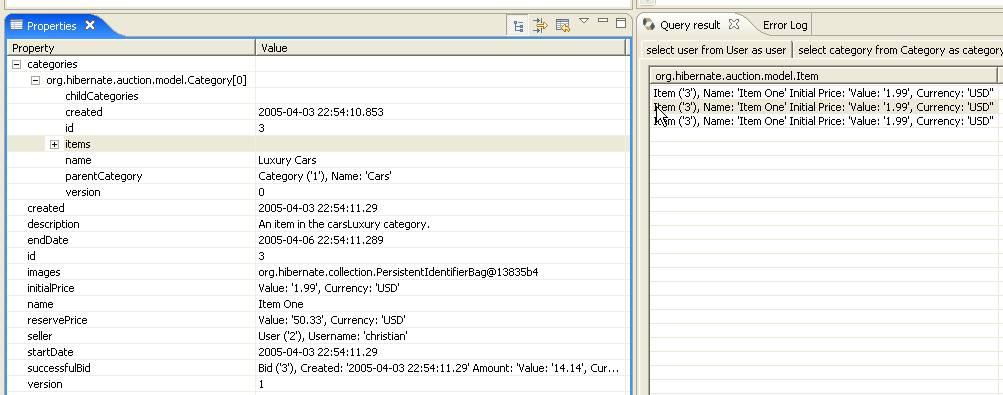 Properties
Property Value
categories
org.hibernate.auction.model.Category[0]
childCategories
created 2005-04-03 22:54:10.853
id 3
items
name Luxury Cars
parentCategory Category ('1'), Name: 'Cars'
version 0
created 2005-04-03 22:54:11.29
description An item in the carsLuxury category.
endDate 2005-04-06 22:54:11.289
id 3
images org.hibernate.collection.PersistentIdentifierBag@13835b4
initialPrice Value: '1.99', Currency: 'USD'
name Item One
reservePrice Value: '50.33', Currency: 'USD'
seller User ('2'), Username: 'christian'
startDate 2005-04-03 22:54:11.29
successfulBid Bid ('3'), Created: '2005-04-03 22:54:11.29' Amount: 'Value: '14.14', Cur...
version 1
Query result Error Log
select user from User as user select category from Category as category
org.hibernate.auction.model.Item
Item ('3'), Name: 'Item One' Initial Price: 'Value: '1.99', Currency: 'USD''
Item ('3'), Name: 'Item One' Initial Price: 'Value: '1.99', Currency: 'USD''
Item ('3'), Name: 'Item One' Initial Price: 'Value: '1.99', Currency: 'USD''